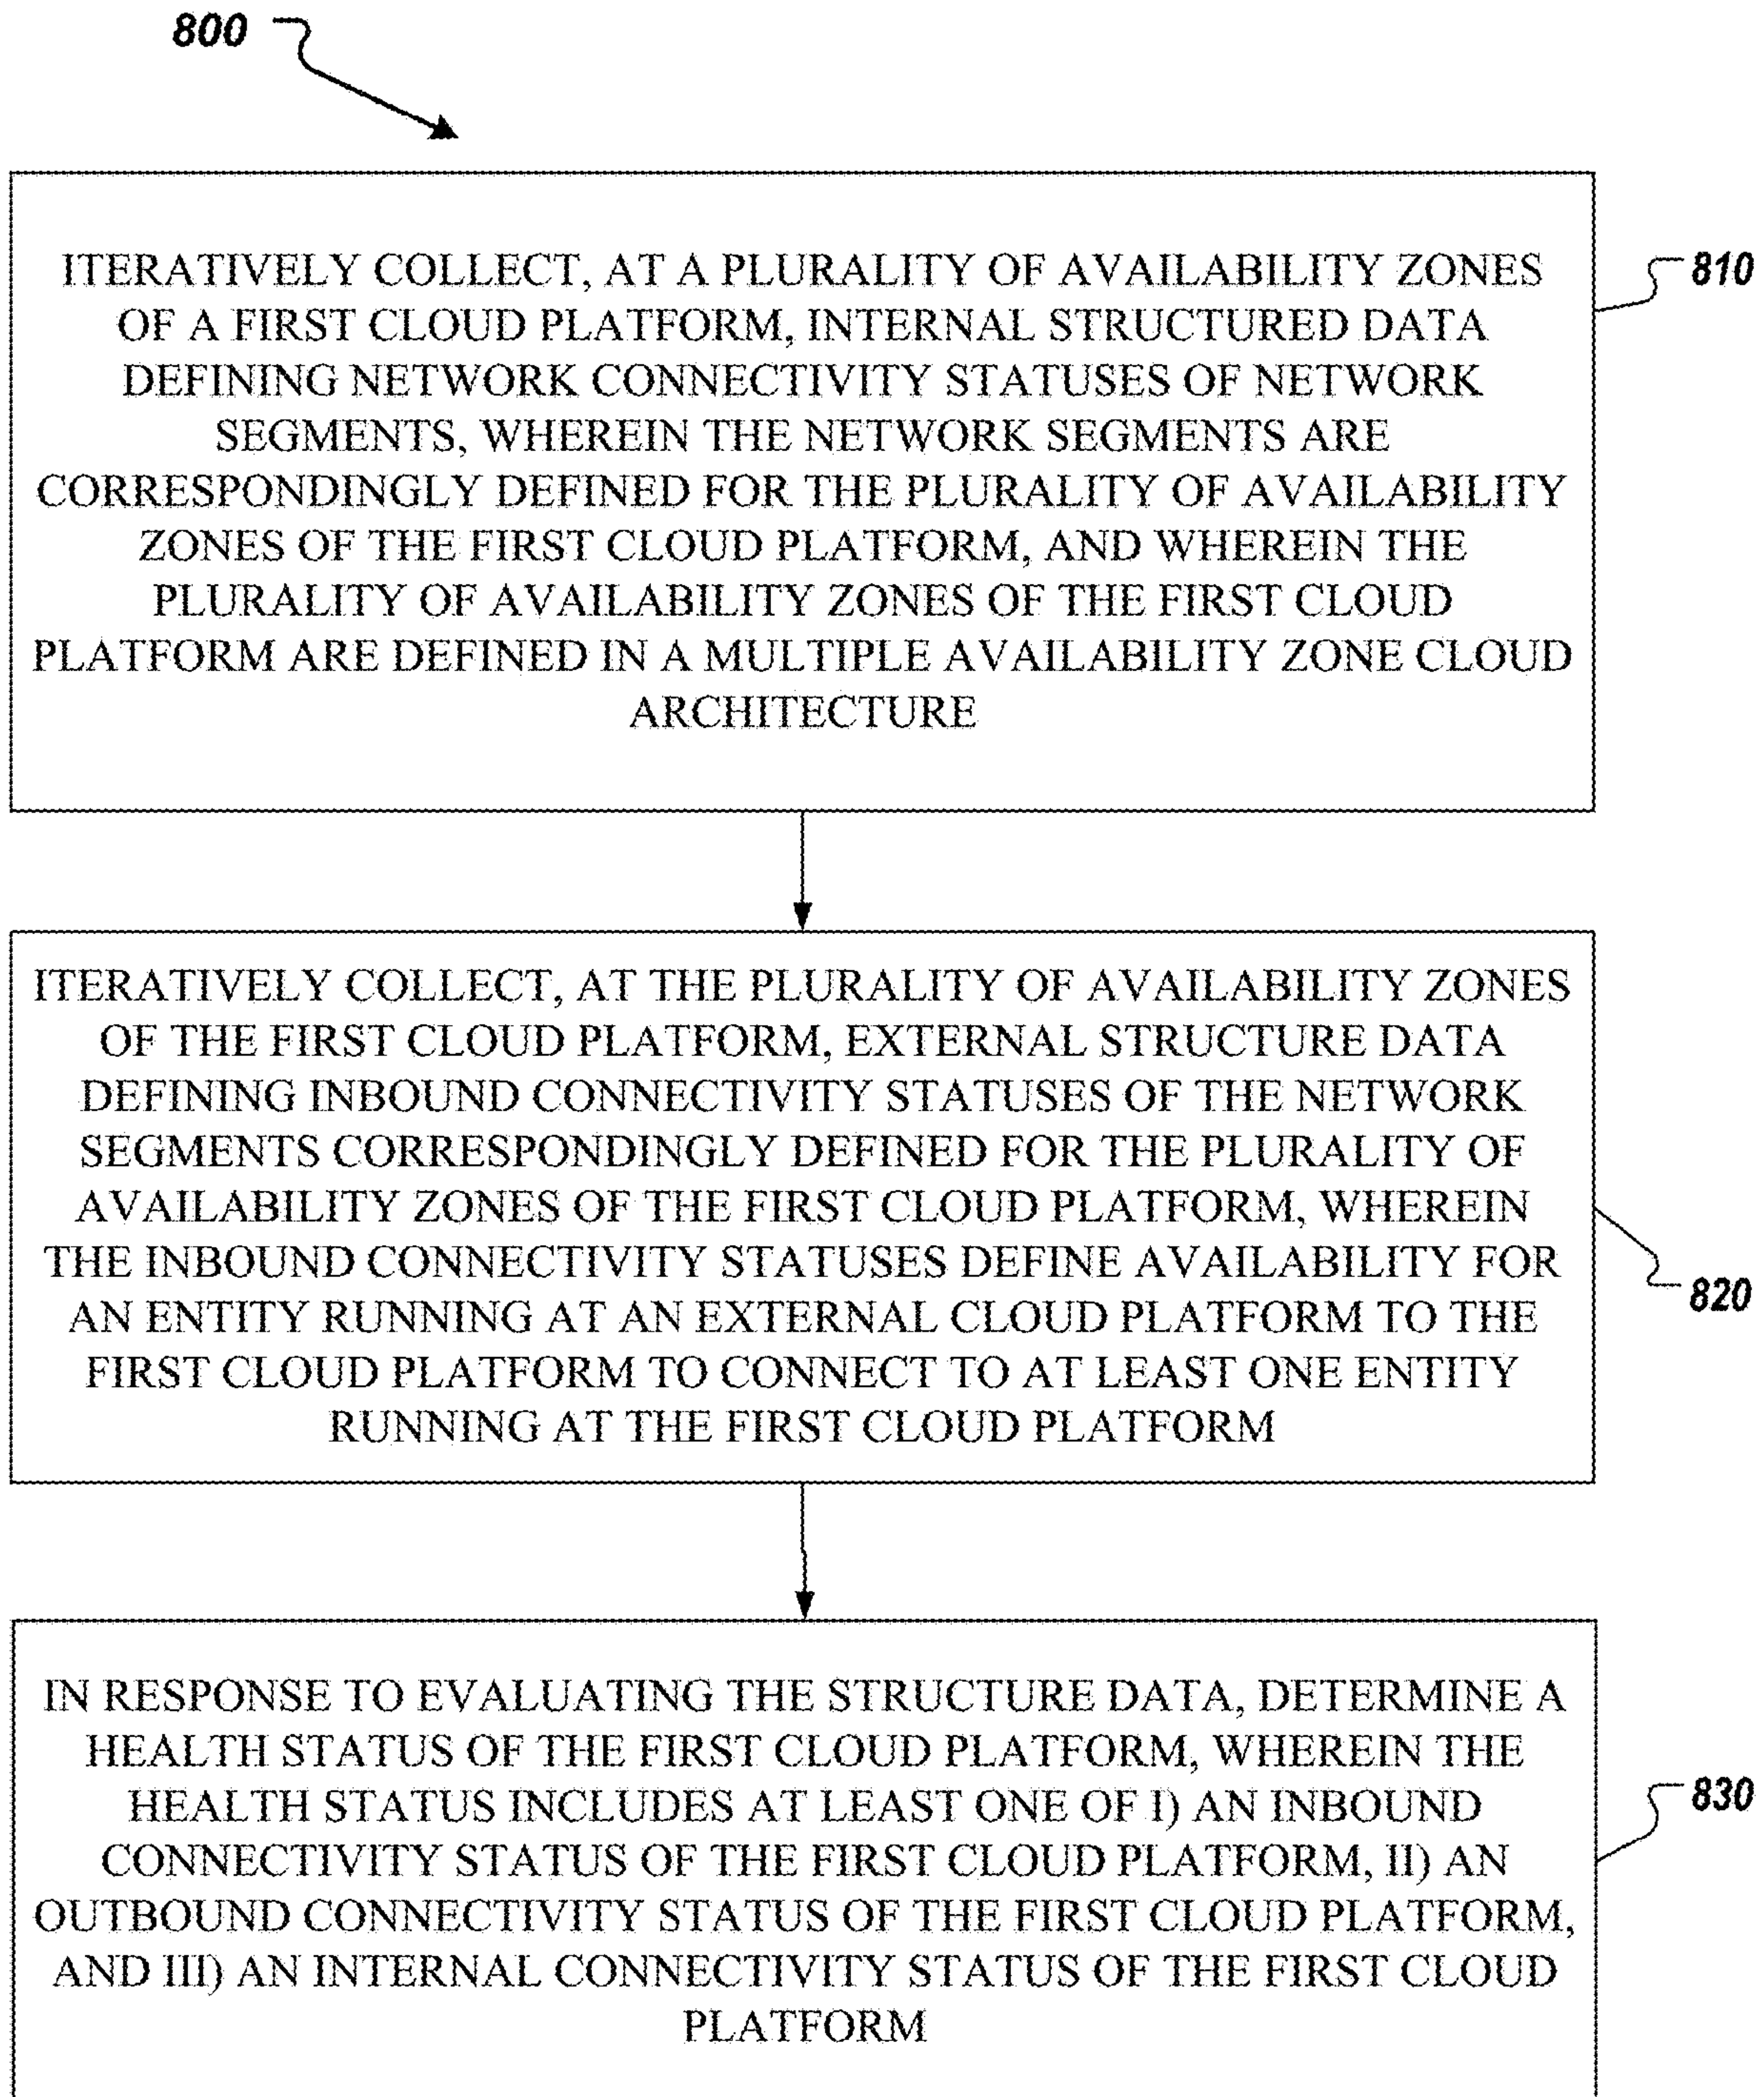 800
ITERATIVELY COLLECT, AT A PLURALITY OF AVAILABILITY ZONES
OF A FIRST CLOUD PLATFORM, INTERNAL STRUCTURED DATA
DEFINING NETWORK CONNECTIVITY STATUSES OF NETWORK
SEGMENTS, WHEREIN THE NETWORK SEGMENTS ARE
CORRESPONDINGLY DEFINED FOR THE PLURALITY OF AVAILABILITY
ZONES OF THE FIRST CLOUD PLATFORM, AND WHEREIN THE
PLURALITY OF AVAILABILITY ZONES OF THE FIRST CLOUD
PLATFORM ARE DEFINED IN A MULTIPLE AVAILABILITY ZONE CLOUD
ARCHITECTURE
810
ITERATIVELY COLLECT, AT THE PLURALITY OF AVAILABILITY ZONES
OF THE FIRST CLOUD PLATFORM, EXTERNAL STRUCTURE DATA
DEFINING INBOUND CONNECTIVITY STATUSES OF THE NETWORK
SEGMENTS CORRESPONDINGLY DEFINED FOR THE PLURALITY OF
AVAILABILITY ZONES OF THE FIRST CLOUD PLATFORM, WHEREIN
THE INBOUND CONNECTIVITY STATUSES DEFINE AVAILABILITY FOR
AN ENTITY RUNNING AT AN EXTERNAL CLOUD PLATFORM TO THE
FIRST CLOUD PLATFORM TO CONNECT TO AT LEAST ONE ENTITY
RUNNING AT THE FIRST CLOUD PLATFORM
820
IN RESPONSE TO EVALUATING THE STRUCTURE DATA, DETERMINE A
HEALTH STATUS OF THE FIRST CLOUD PLATFORM, WHEREIN THE
HEALTH STATUS INCLUDES AT LEAST ONE OF I) AN INBOUND
CONNECTIVITY STATUS OF THE FIRST CLOUD PLATFORM, II) AN
OUTBOUND CONNECTIVITY STATUS OF THE FIRST CLOUD PLATFORM,
AND III) AN INTERNAL CONNECTIVITY STATUS OF THE FIRST CLOUD
PLATFORM
830